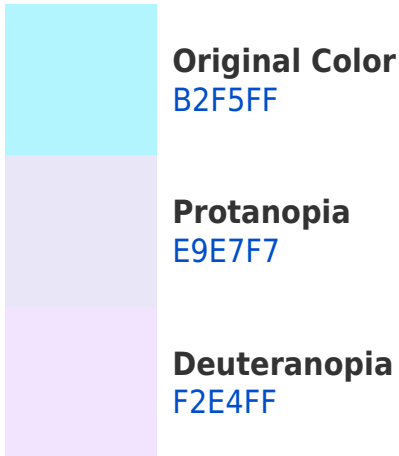 Original Color
B2F5FF
Protanopia
E9E7F7
Deuteranopia
F2E4FF